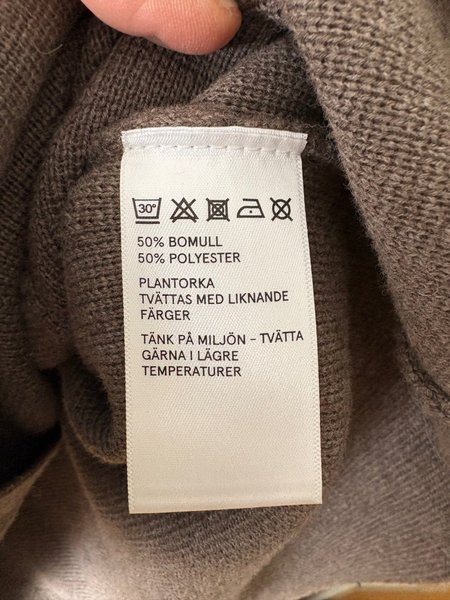 30°
50% BOMULL
50% POLYESTER
PLANTORKA
TVÄTTAS MED LIKNANDE
FÄRGER
TÄNK PÅ MILJÖN - TVÄTTA
GÄRNA I LÄGRE
TEMPERATURER